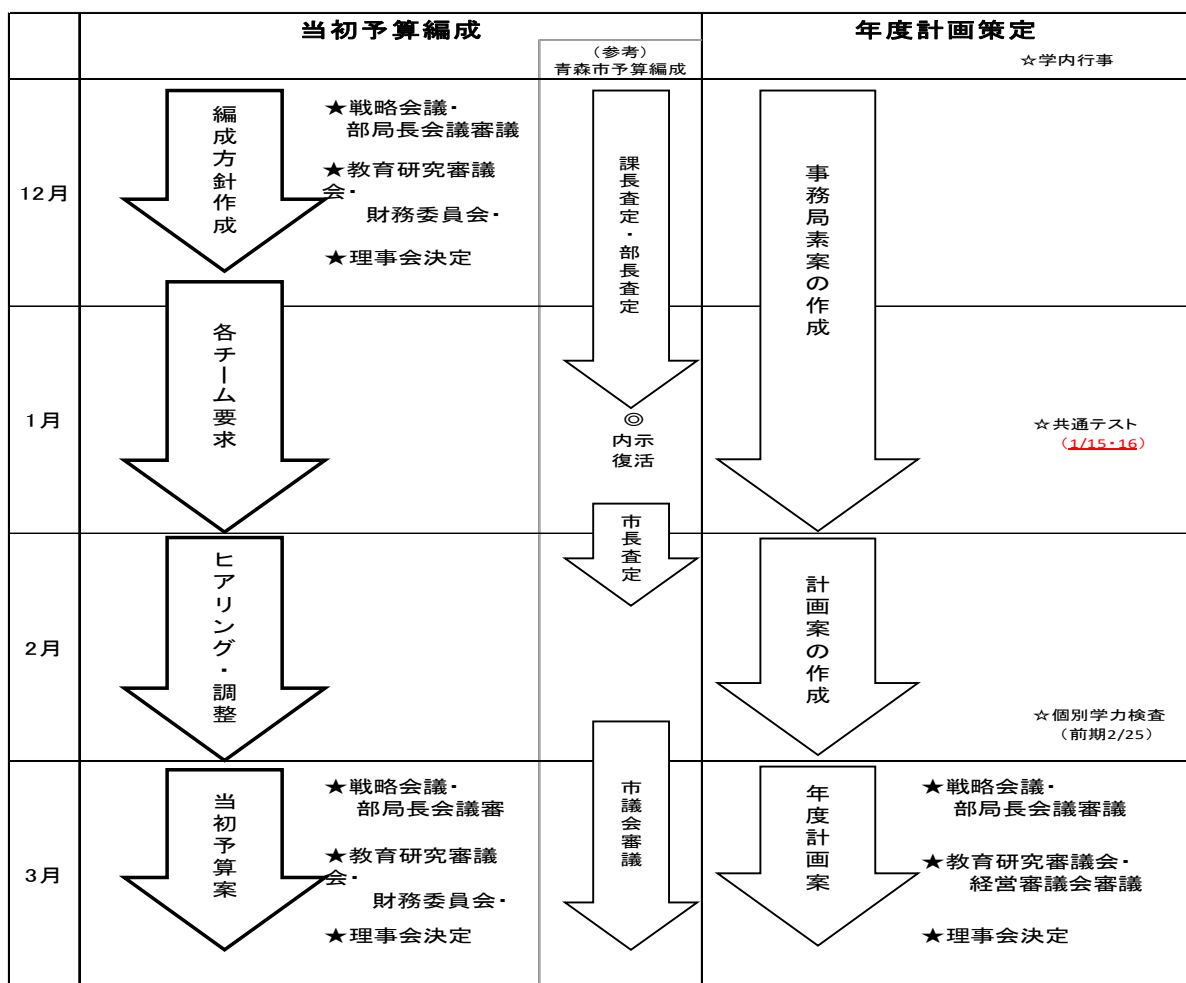 当初予算編成
(参考)
青森市予算編成
年度計画策定
☆学内行事
12月
編成方針作成
★戦略会議・
部局長会議審議
★教育研究審議
会・
財務委員会・
★理事会決定
課長査定・部長査定
事務局素案の作成
1月
各チーム要求
◎
内示
復活
☆共通テスト
(1/15・16)
市長査定
2月
ヒアリング・調整
計画案の作成
☆個別学力検査
(前期2/25)
3月
当初予算案
★戦略会議・
部局長会議審
★教育研究審議
会・
財務委員会・
★理事会決定
市議会審議
年度計画案
★戦略会議・
部局長会議審議
★教育研究審議会・
経営審議会審議
★理事会決定